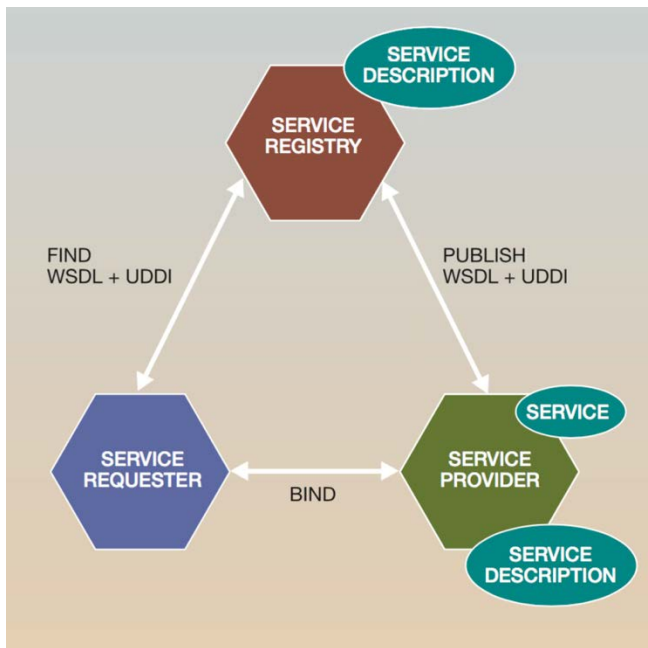 SERVICE
DESCRIPTION
SERVICE
REGISTRY
FIND
WSDL + UDDI
PUBLISH
WSDL + UDDI
SERVICE
SERVICE
REQUESTER
SERVICE
PROVIDER
BIND
SERVICE
DESCRIPTION